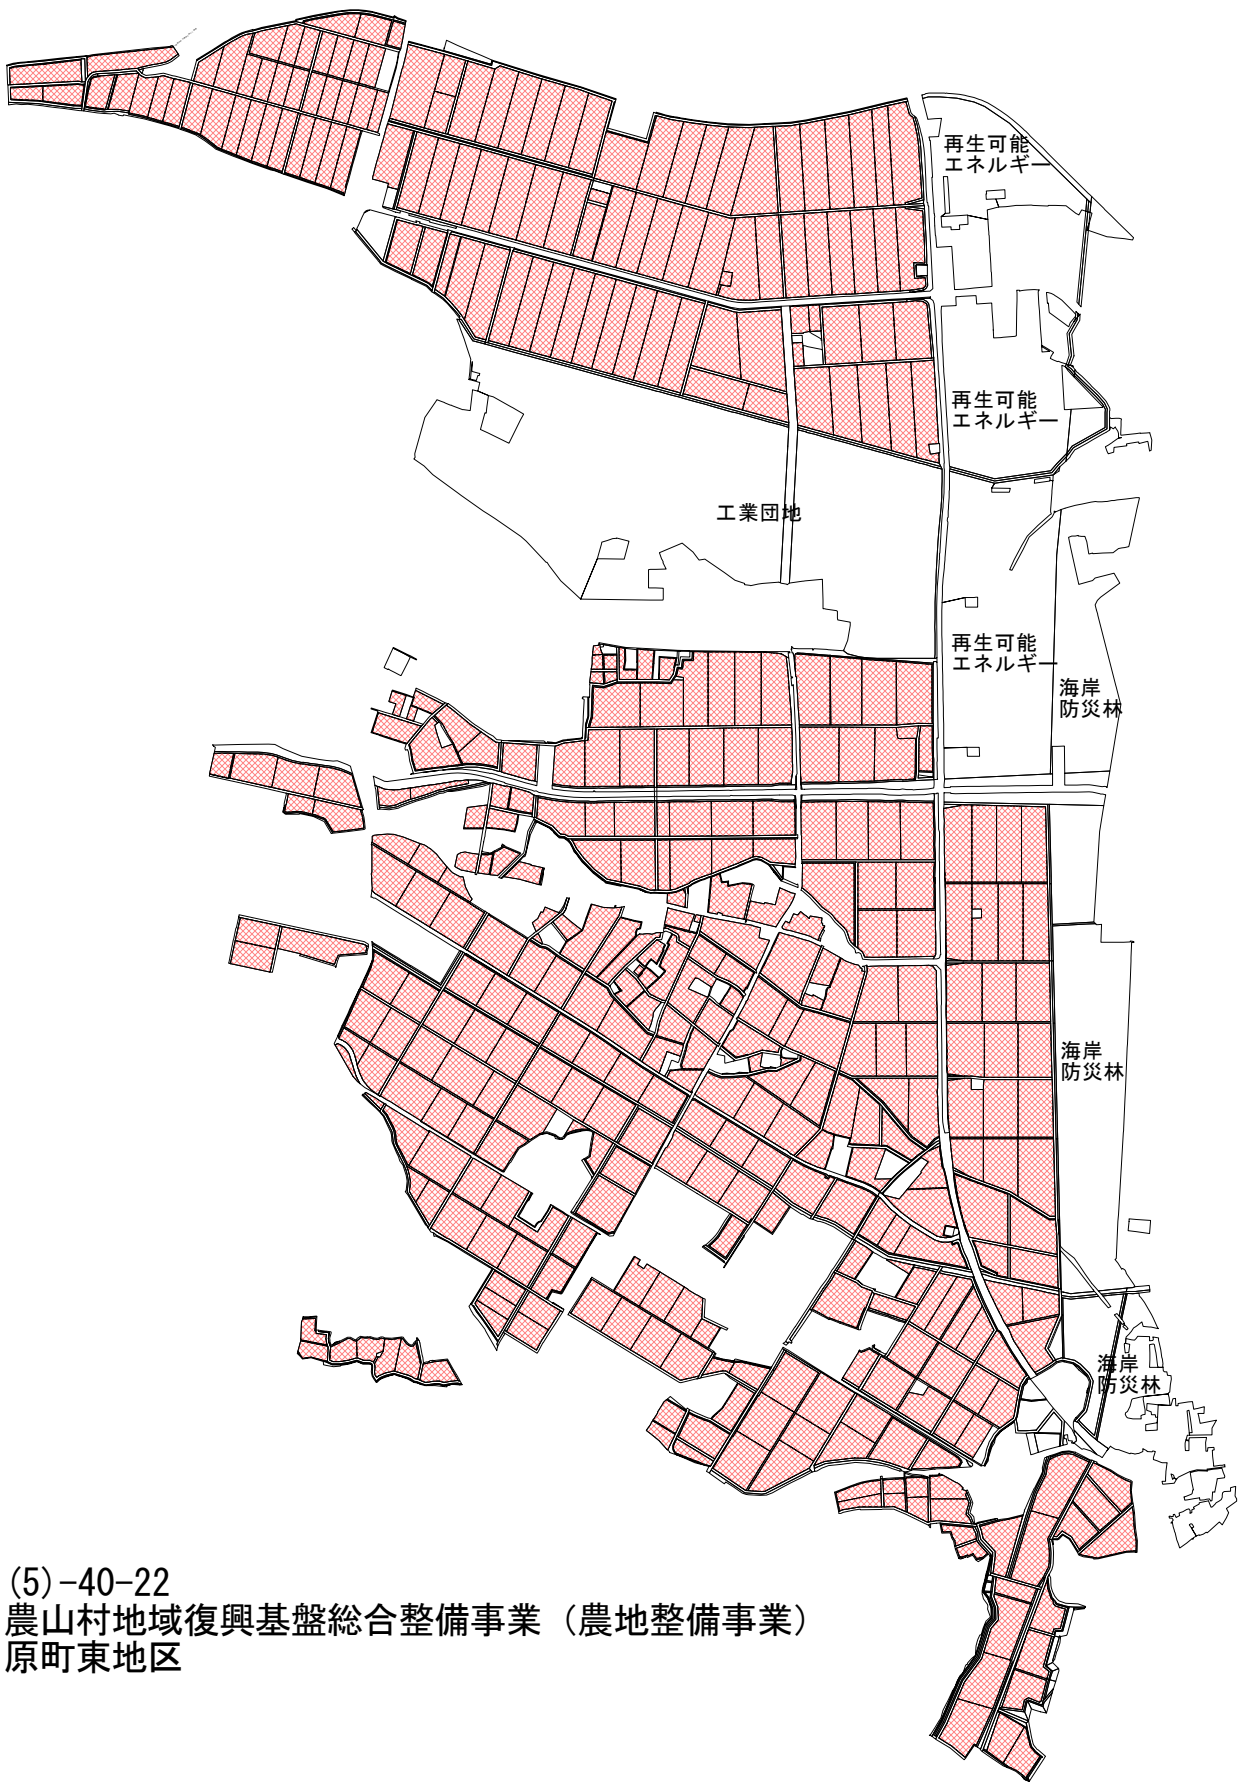 再生可能
エネルギー
再生可能
エネルギー
工業団地
再生可能
エネルギー
海岸
防災林
海岸
防災林
海岸
防災林
(5)-40-22
農山村地域復興基盤総合整備事業（農地整備事業）
原町東地区